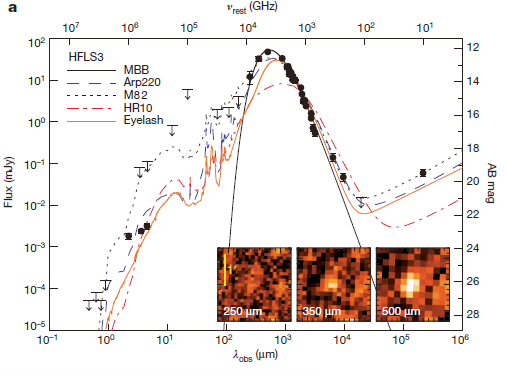 a
ν_rest (GHz)
10^7 10^6 10^5 10^4 10^3 10^2 10^1
HFLS3
MBB
Arp220
M82
HR10
Eyelash
Flux (mJy)
10^2
10^1
10^0
10^-1
10^-2
10^-3
10^-4
10^-5
12
14
16
18
20
22
24
26
28
AB mag
250 μm 350 μm 500 μm
10^-1 10^0 10^1 10^2 10^3 10^4 10^5 10^6
λ_obs (μm)